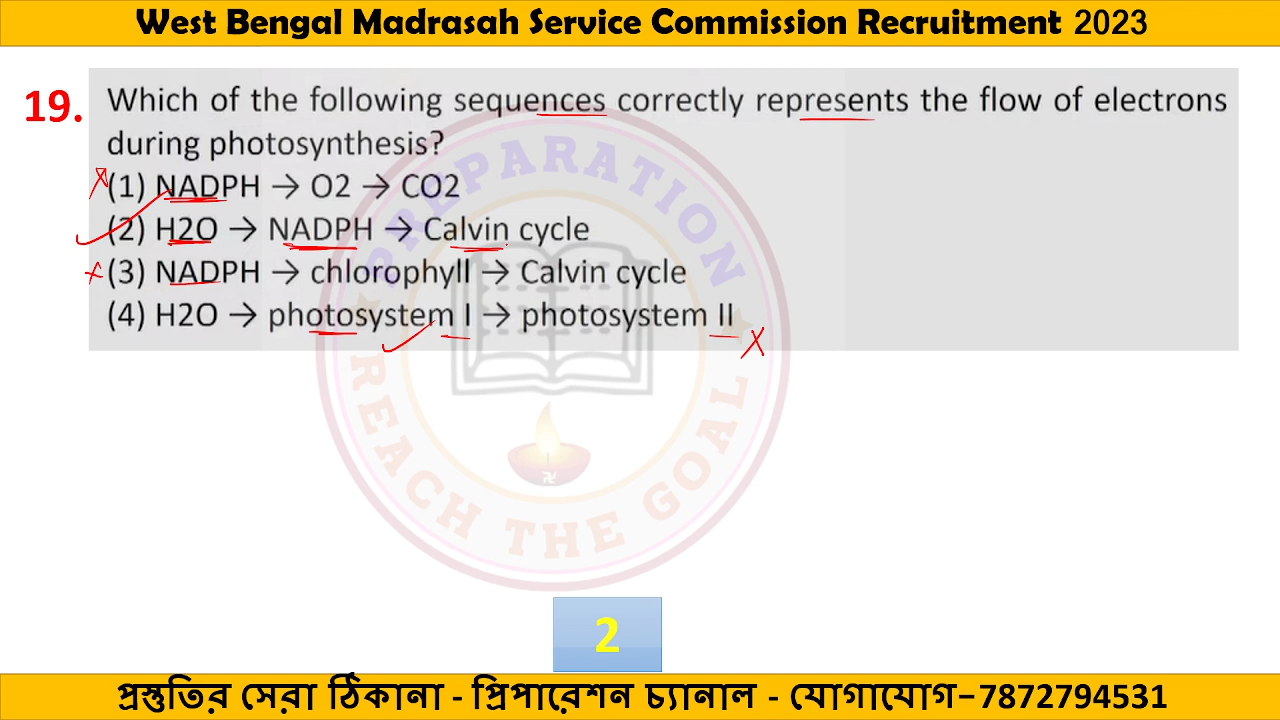 West Bengal Madrasah Service Commission Recruitment 2023
19. Which of the following sequences correctly represents the flow of electrons
during photosynthesis?
(1) NADPH → O2 → CO2
(2) H2O → NADPH → Calvin cycle
(3) NADPH → chlorophyll → Calvin cycle
(4) H2O → photosystem I → photosystem II
PREPARATION
REACH THE GOAL
2
প্রস্তুতির সেরা ঠিকানা - প্রিপারেশন চ্যানাল - যোগাযোগ–7872794531